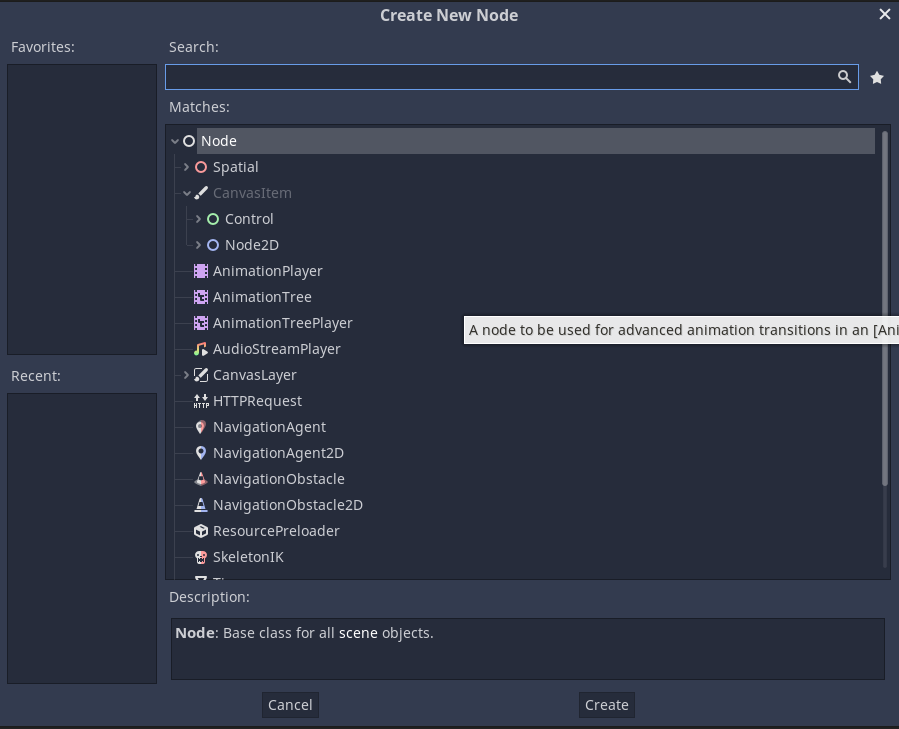 Create New Node
Favorites:
Search:
Matches:
Node
Spatial
CanvasItem
Control
Node2D
AnimationPlayer
AnimationTree
AnimationTreePlayer
A node to be used for advanced animation transitions in an [Ani
AudioStreamPlayer
CanvasLayer
Recent:
HTTP HTTPRequest
NavigationAgent
NavigationAgent2D
NavigationObstacle
NavigationObstacle2D
ResourcePreloader
SkeletonIK
Description:
Node: Base class for all scene objects.
Cancel
Create